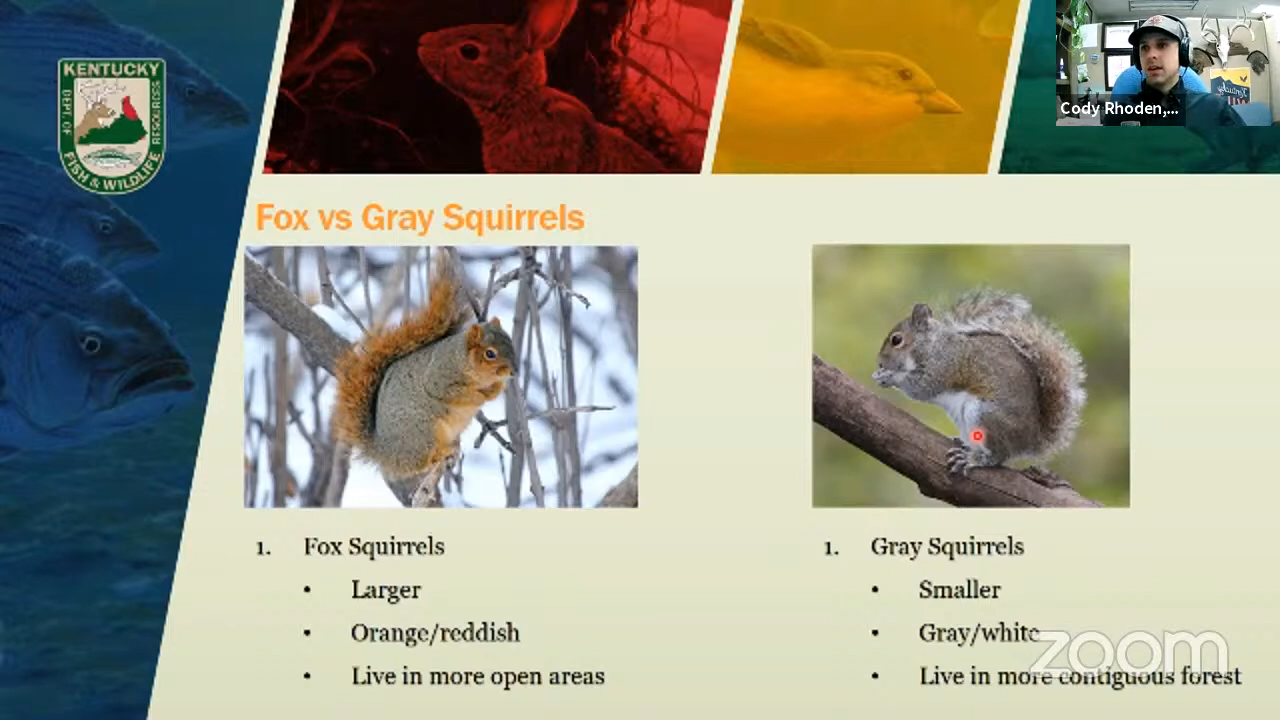 KENTUCKY
DEPT. OF
RESOURCES
FISH & WILDLIFE
Cody Rhoden,...
Fox vs Gray Squirrels
1. Fox Squirrels
• Larger
• Orange/reddish
• Live in more open areas
1. Gray Squirrels
• Smaller
• Gray/white
• Live in more contiguous forest
zoom